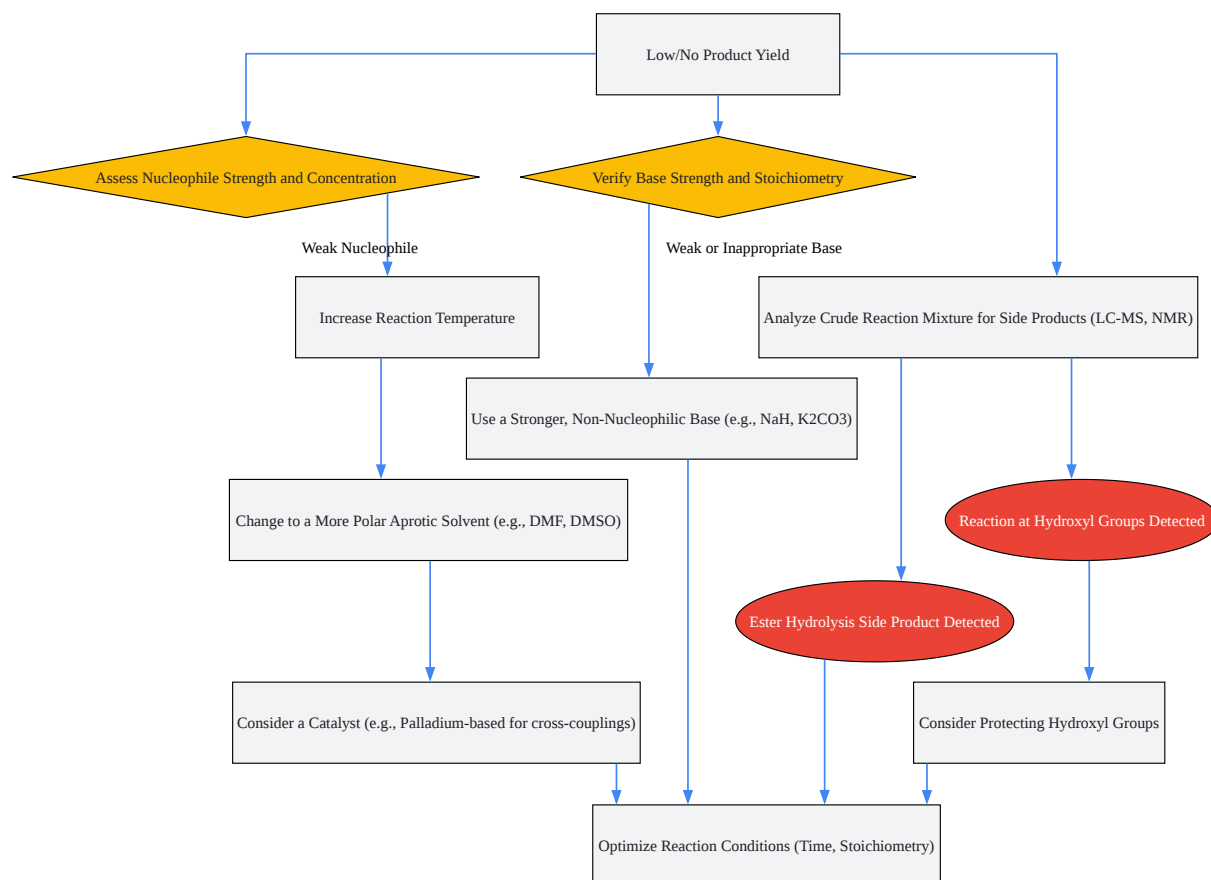 Low/No Product Yield
Assess Nucleophile Strength and Concentration
Verify Base Strength and Stoichiometry
Weak Nucleophile
Weak or Inappropriate Base
Increase Reaction Temperature
Analyze Crude Reaction Mixture for Side Products (LC-MS, NMR)
Use a Stronger, Non-Nucleophilic Base (e.g., NaH, K2CO3)
Change to a More Polar Aprotic Solvent (e.g., DMF, DMSO)
Reaction at Hydroxyl Groups Detected
Ester Hydrolysis Side Product Detected
Consider a Catalyst (e.g., Palladium-based for cross-couplings)
Consider Protecting Hydroxyl Groups
Optimize Reaction Conditions (Time, Stoichiometry)